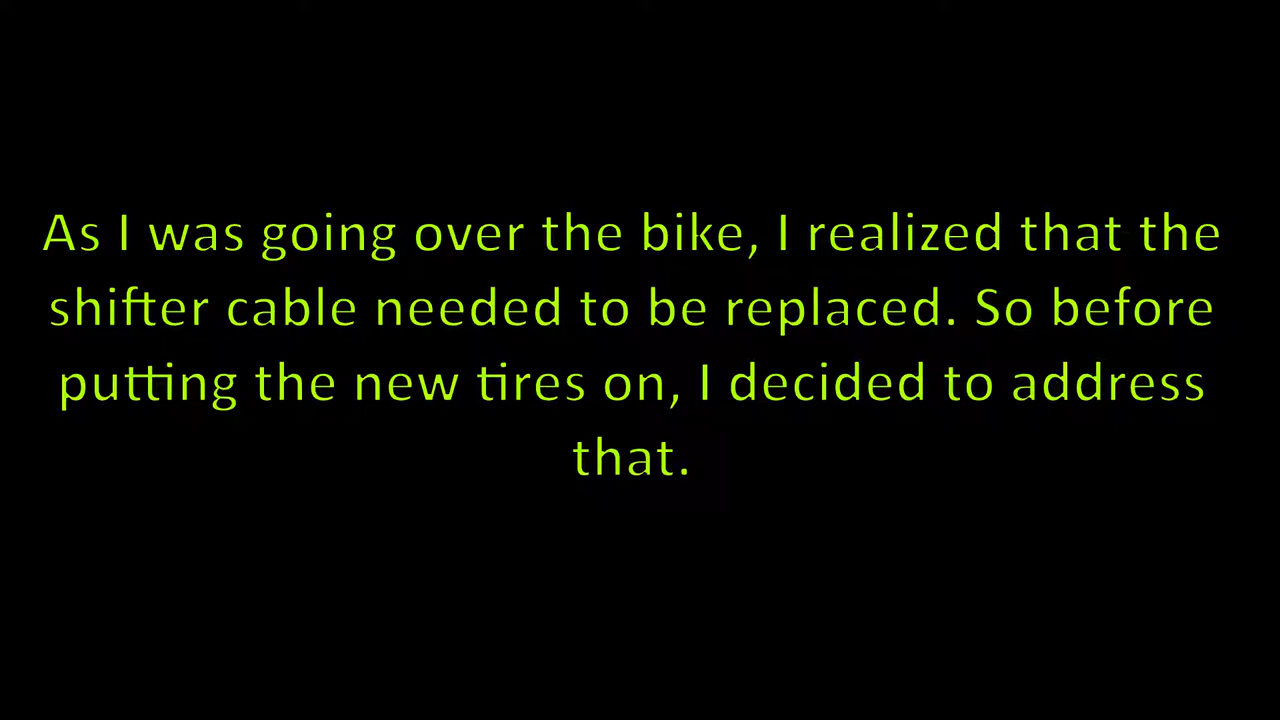 As I was going over the bike, I realized that the
shifter cable needed to be replaced. So before
putting the new tires on, I decided to address
that.